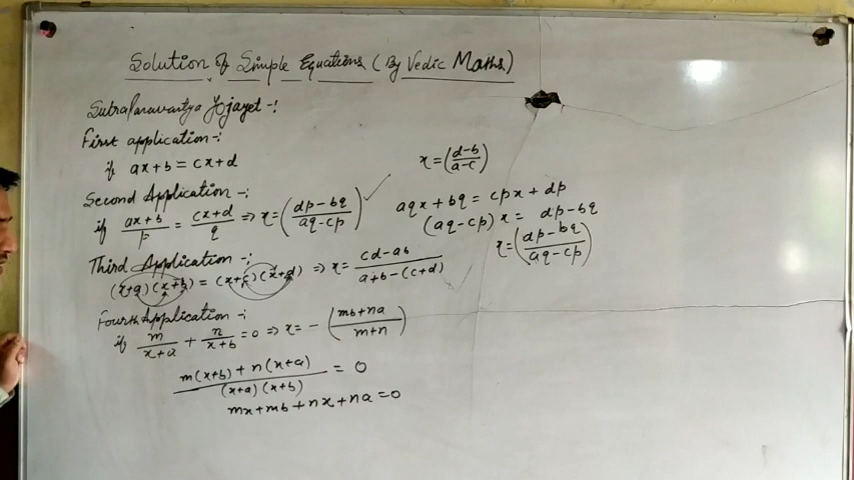 Solution of Simple Equations (By Vedic Maths)
SutraParavartya Yojayet -:
First application -:
if ax+b = cx+d
x = (d-b/a-c)
Second Application -:
if ax+b/p = cx+d/q ⇒ x = (dp-bq/aq-cp)
aqx + bq = cpx + dp
(aq-cp) x = dp-bq
x = (dp-bq/aq-cp)
Third Application -:
(x+a)(x+b) = (x+c)(x+d) ⇒ x = cd-ab/a+b-(c+d)
Fourth Application -:
if m/x+a + n/x+b = 0 ⇒ x = - (mb+na/m+n)
m(x+b) + n(x+a)/(x+a)(x+b) = 0
mx+mb+nx+na=0